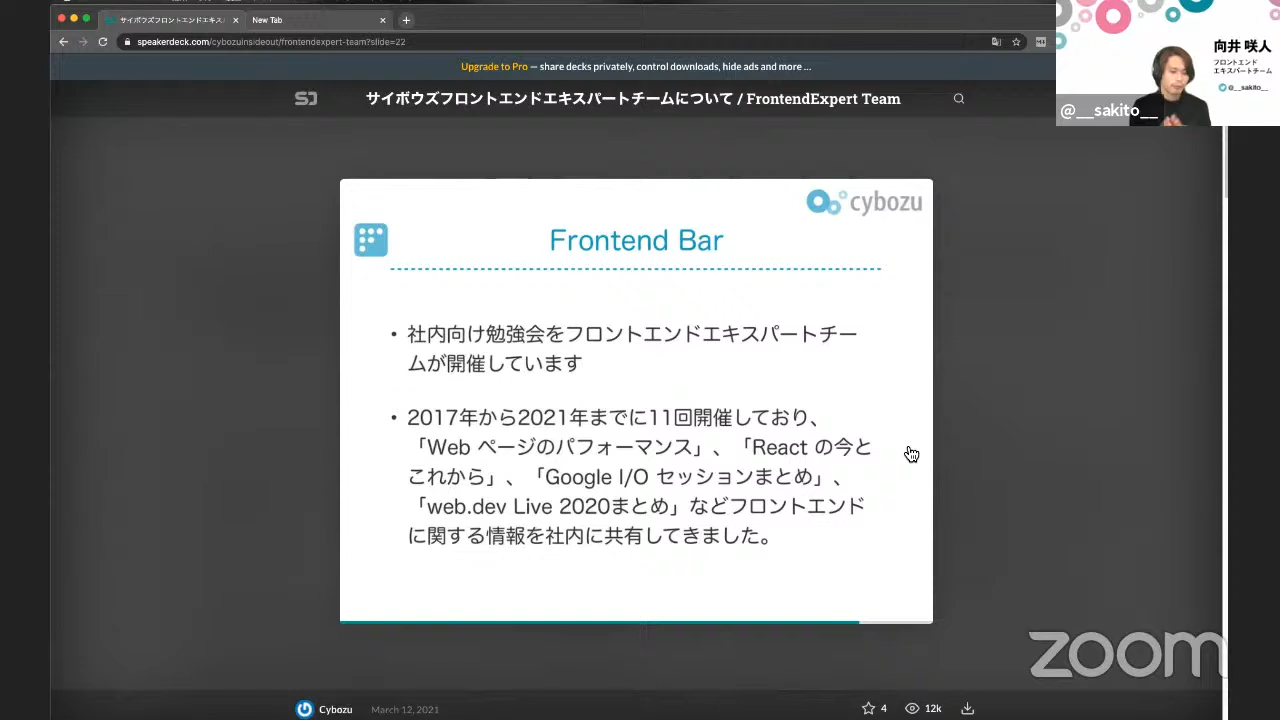 サイボウズフロントエンドエキス
New Tab
speakerdeck.com/cybozuinsideout/frontendexpert-team?slide=22
Upgrade to Pro — share decks privately, control downloads, hide ads and more ...
サイボウズフロントエンドエキスパートチームについて / FrontendExpert Team
向井 咲人
フロントエンド
エキスパートチーム
@__sakito__
@__sakito__
cybozu
Frontend Bar
• 社内向け勉強会をフロントエンドエキスパートチー
ムが開催しています
• 2017年から2021年までに11回開催しており、
「Web ページのパフォーマンス」、「React の今と
これから」、「Google I/O セッションまとめ」、
「web.dev Live 2020まとめ」などフロントエンド
に関する情報を社内に共有してきました。
zoom
Cybozu
March 12, 2021
4
12k